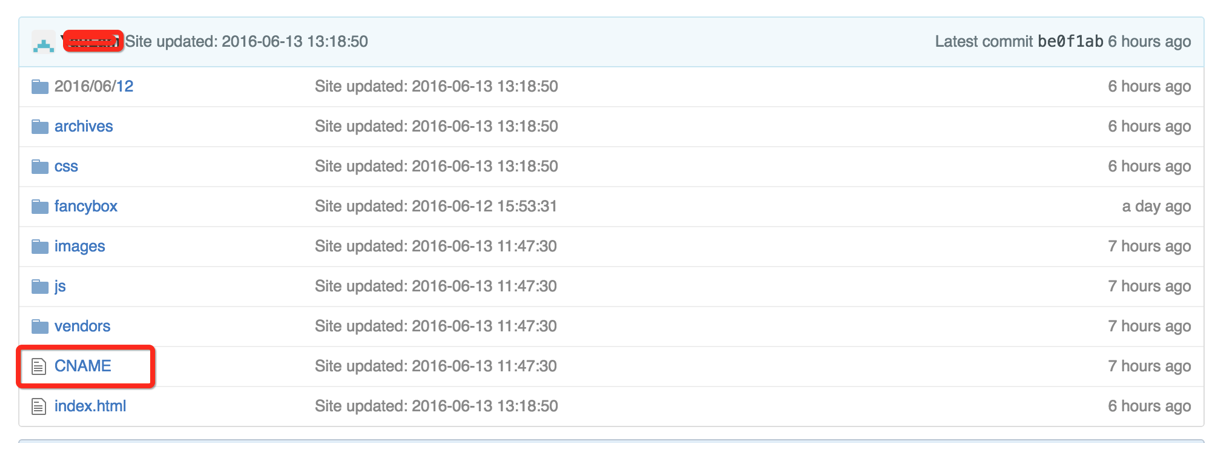 Site updated: 2016-06-13 13:18:50 Latest commit be0f1ab 6 hours ago
2016/06/12 Site updated: 2016-06-13 13:18:50 6 hours ago
archives Site updated: 2016-06-13 13:18:50 6 hours ago
css Site updated: 2016-06-13 13:18:50 6 hours ago
fancybox Site updated: 2016-06-12 15:53:31 a day ago
images Site updated: 2016-06-13 11:47:30 7 hours ago
js Site updated: 2016-06-13 11:47:30 7 hours ago
vendors Site updated: 2016-06-13 11:47:30 7 hours ago
CNAME Site updated: 2016-06-13 11:47:30 7 hours ago
index.html Site updated: 2016-06-13 13:18:50 6 hours ago